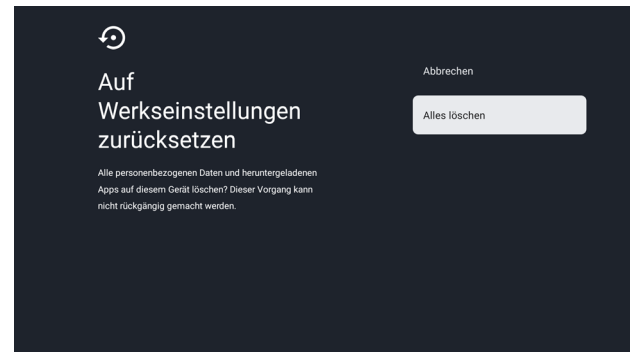 Auf
Werkseinstellungen
zurücksetzen
Alle personenbezogenen Daten und heruntergeladenen
Apps auf diesem Gerät löschen? Dieser Vorgang kann
nicht rückgängig gemacht werden.
Abbrechen
Alles löschen